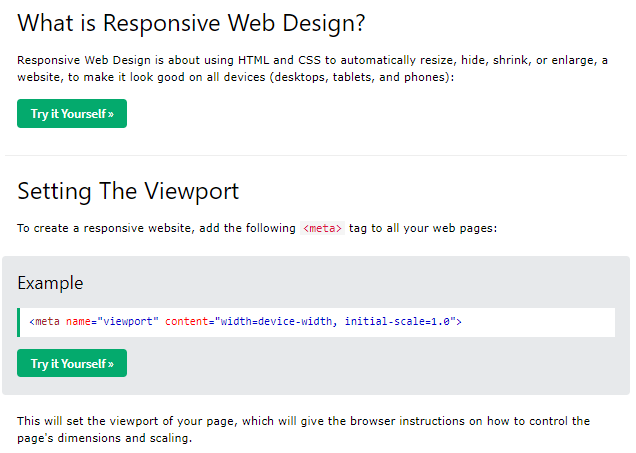 What is Responsive Web Design?
Responsive Web Design is about using HTML and CSS to automatically resize, hide, shrink, or enlarge, a
website, to make it look good on all devices (desktops, tablets, and phones):
Try it Yourself »
Setting The Viewport
To create a responsive website, add the following <meta> tag to all your web pages:
Example
<meta name="viewport" content="width=device-width, initial-scale=1.0">
Try it Yourself »
This will set the viewport of your page, which will give the browser instructions on how to control the
page's dimensions and scaling.